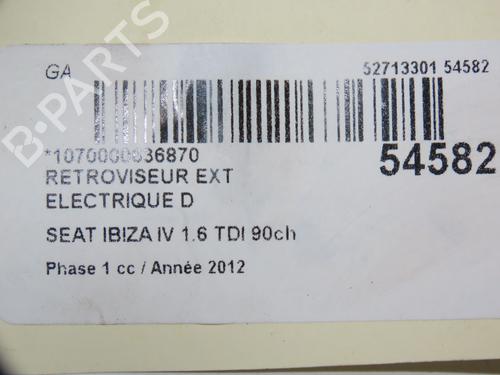 GA
52713301 54582
*1070000036870
54582
RETROVISEUR EXT
ELECTRIQUE D
SEAT IBIZA IV 1.6 TDI 90ch
Phase 1 cc / Année 2012
B-PARTS